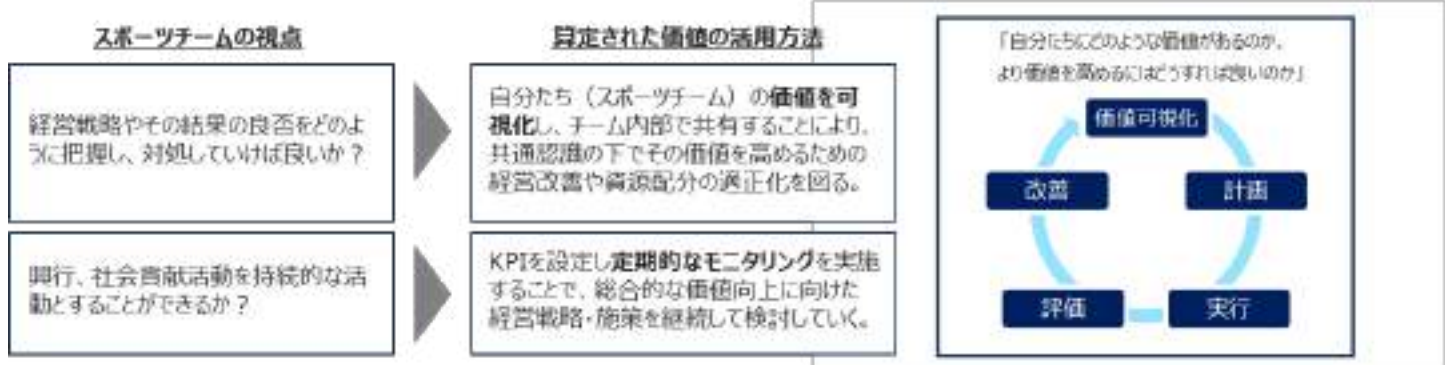 スポーツチームの視点
経営戦略やその結果の良否をどのよ
うに把握し、対処していけば良いか？
興行、社会貢献活動を持続的な活
動とすることができるか？
算定された価値の活用方法
自分たち（スポーツチーム）の価値を可
視化し、チーム内部で共有することにより、
共通認識の下でその価値を高めるための
経営改善や資源配分の適正化を図る。
KPIを設定し定期的なモニタリングを実施
することで、総合的な価値向上に向けた
経営戦略・施策を継続して検討していく。
「自分たちにどのような価値があるのか、
より価値を高めるにはどうすれば良いのか」
価値可視化
計画
実行
評価
改善